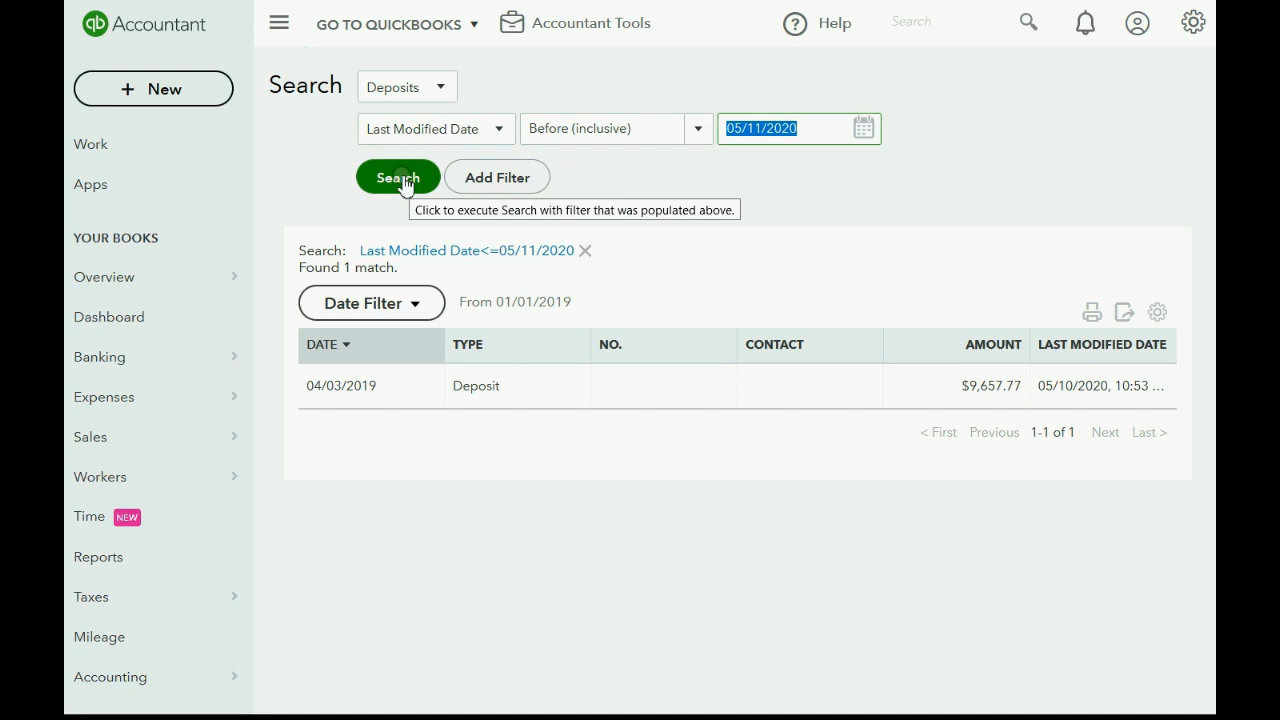 qb Accountant
GO TO QUICKBOOKS
Accountant Tools
? Help
Search
+ New
Work
Apps
YOUR BOOKS
Overview
Dashboard
Banking
Expenses
Sales
Workers
Time NEW
Reports
Taxes
Mileage
Accounting
Search
Deposits
Last Modified Date
Before (inclusive)
05/11/2020
Search
Add Filter
Click to execute Search with filter that was populated above.
Search: Last Modified Date<=05/11/2020
Found 1 match.
Date Filter
From 01/01/2019
DATE TYPE NO. CONTACT AMOUNT LAST MODIFIED DATE
04/03/2019 Deposit $9,657.77 05/10/2020, 10:53 ...
< First Previous 1-1 of 1 Next Last >